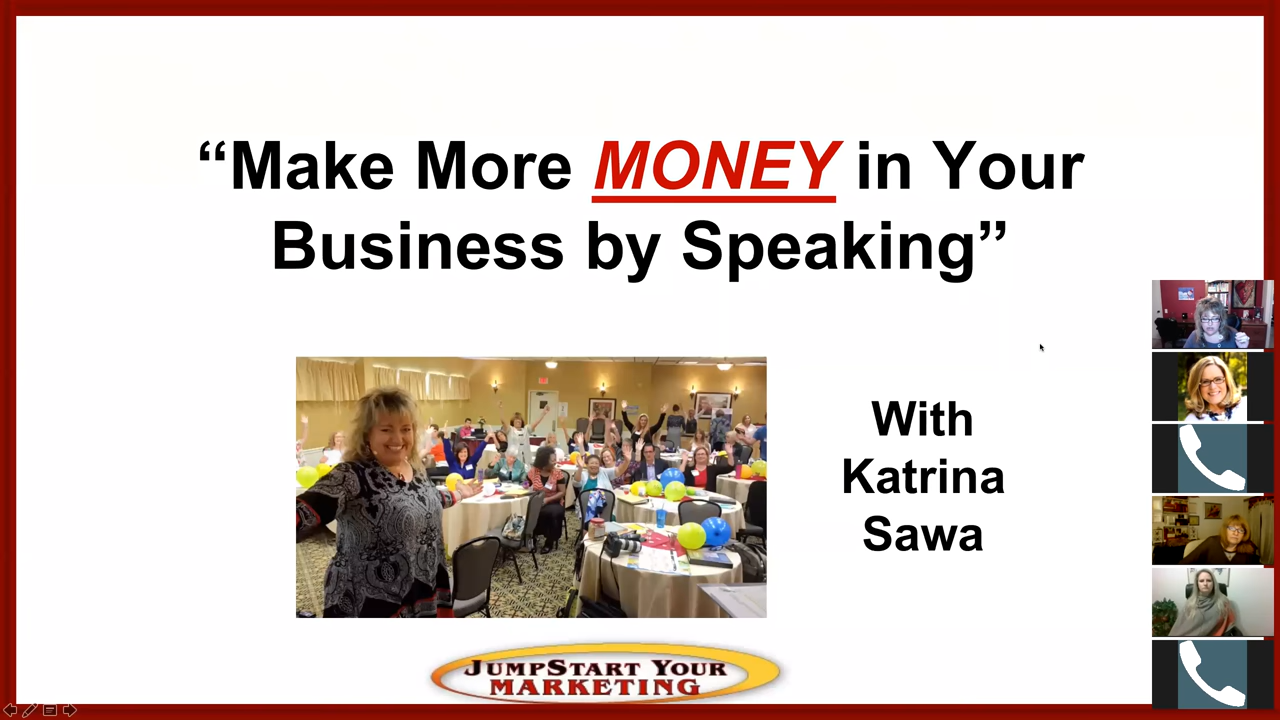 “Make More MONEY in Your
Business by Speaking”
With
Katrina
Sawa
JUMPSTART YOUR
MARKETING